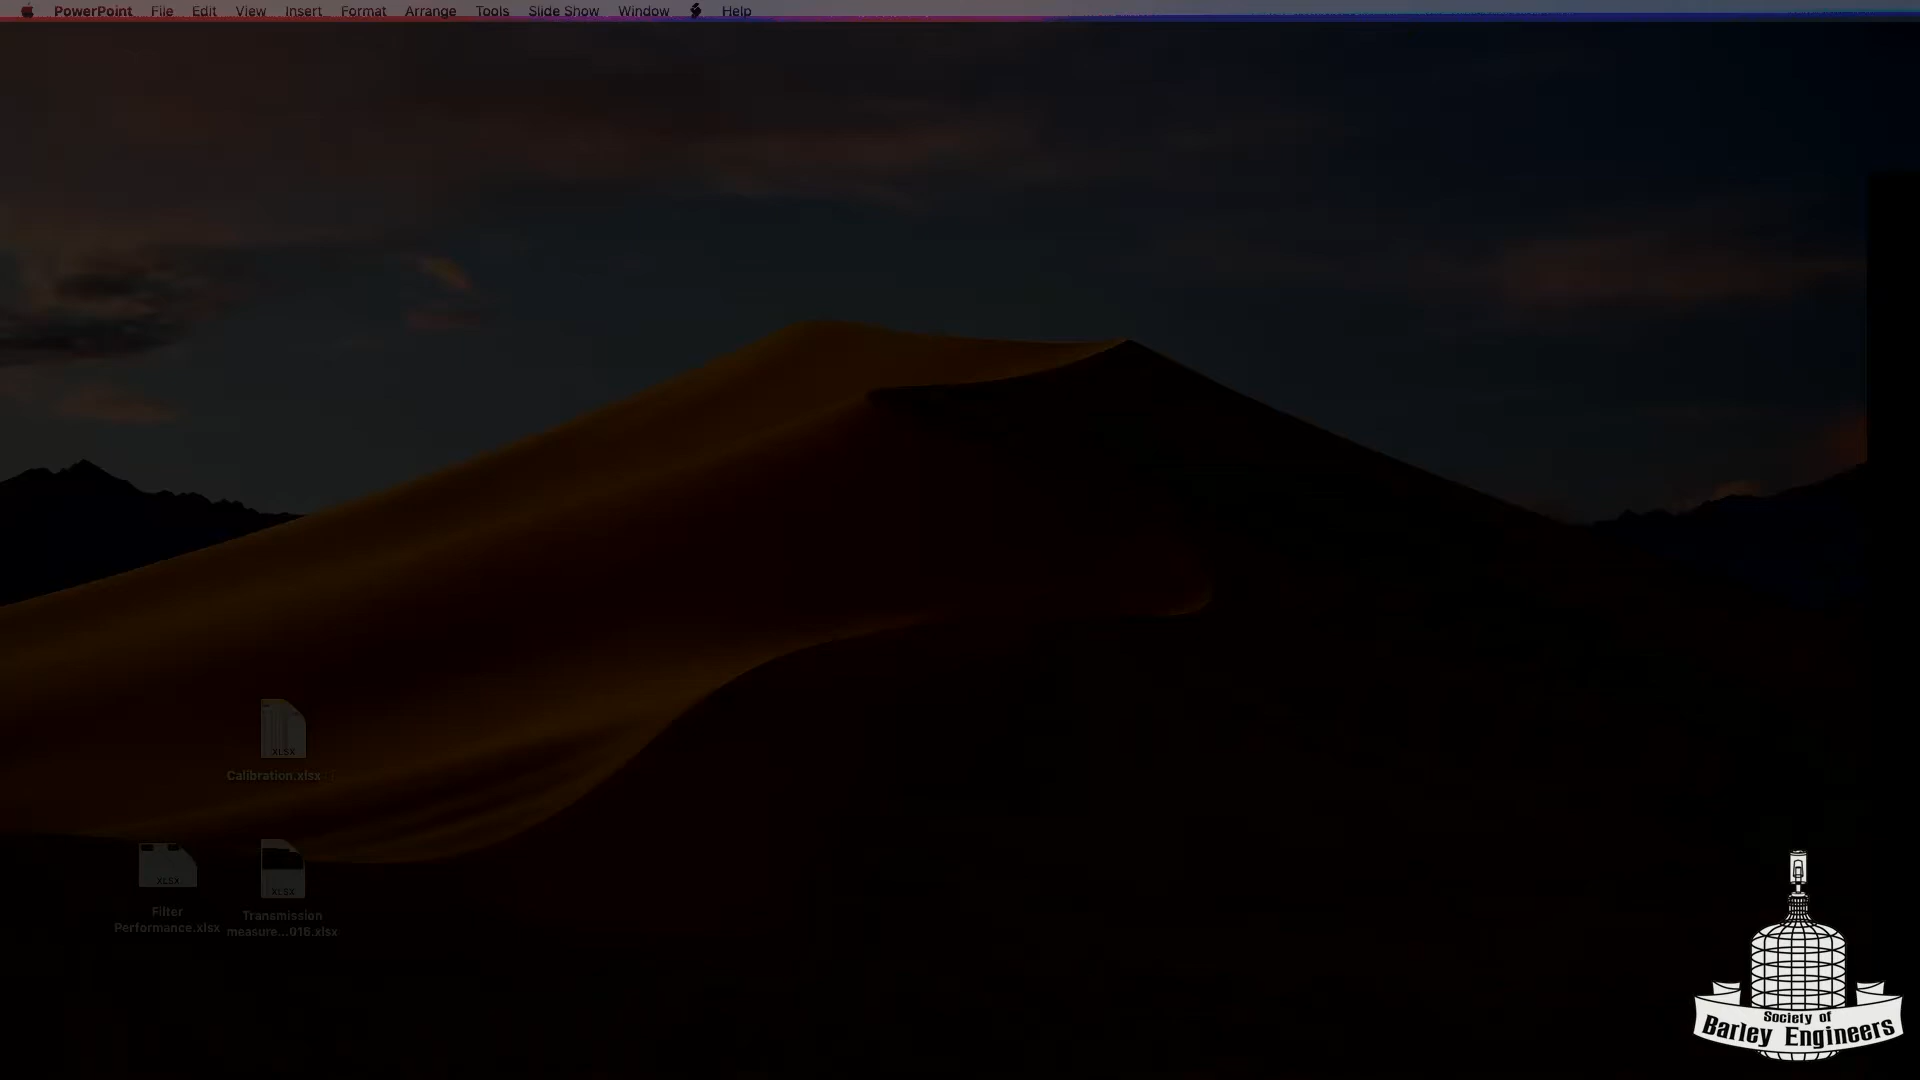 PowerPoint File Edit View Insert Format Arrange Tools Slide Show Window Help
XLSX
Calibration.xlsx
XLSX
Filter
Performance.xlsx
XLSX
Transmission
measure...018.xlsx
Society of
Barley Engineers